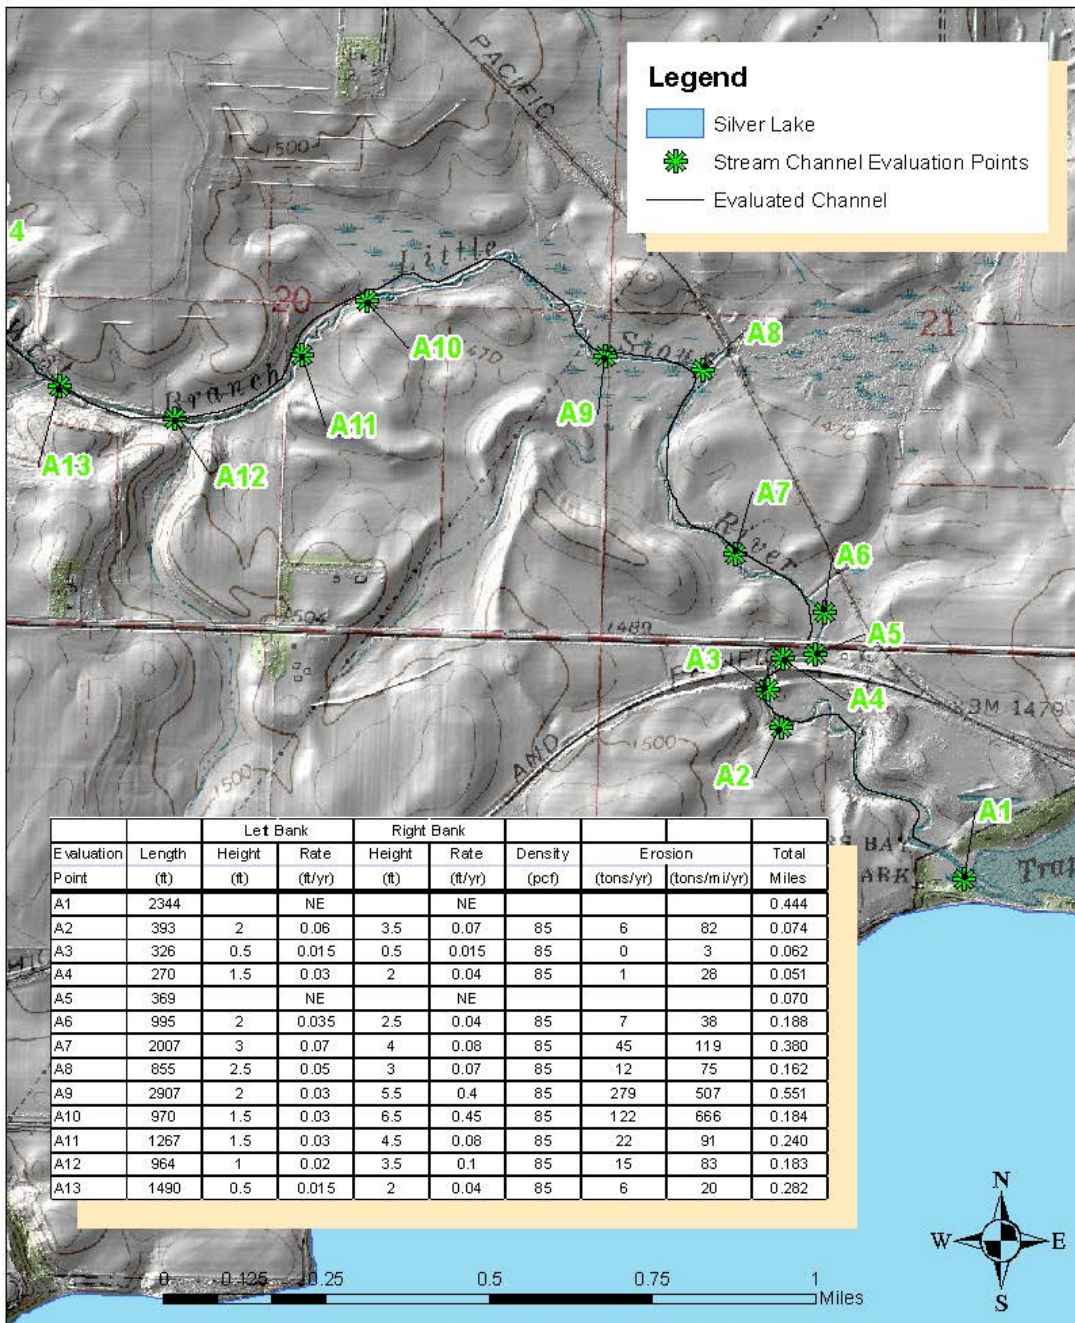 PACIFIC
Legend
Silver Lake
Stream Channel Evaluation Points
Evaluated Channel
1500
4
Little
20
21
A10
1470
Sioux
A8
West
Branch
A9
A11
1470
A13
A12
A7
River
A6
1504
1489
A5
A3
A4
BM 1479
AND
1500
A2
1500
A1
BAY
PARK
Left Bank Right Bank
Evaluation Length Height Rate Height Rate Density Erosion Total
Point (ft) (ft) (ft/yr) (ft) (ft/yr) (pcf) (tons/yr) (tons/mi/yr) Miles
A1 2344 NE NE 0.444
A2 393 2 0.06 3.5 0.07 85 6 82 0.074
A3 326 0.5 0.015 0.5 0.015 85 0 3 0.062
A4 270 1.5 0.03 2 0.04 85 1 28 0.051
A5 369 NE NE 0.070
A6 995 2 0.035 2.5 0.04 85 7 38 0.188
A7 2007 3 0.07 4 0.08 85 45 119 0.380
A8 855 2.5 0.05 3 0.07 85 12 75 0.162
A9 2907 2 0.03 5.5 0.4 85 279 507 0.551
A10 970 1.5 0.03 6.5 0.45 85 122 666 0.184
A11 1267 1.5 0.03 4.5 0.08 85 22 91 0.240
A12 964 1 0.02 3.5 0.1 85 15 83 0.183
A13 1490 0.5 0.015 2 0.04 85 6 20 0.282
N
W E
S
0 0.125 0.25 0.5 0.75 1
Miles